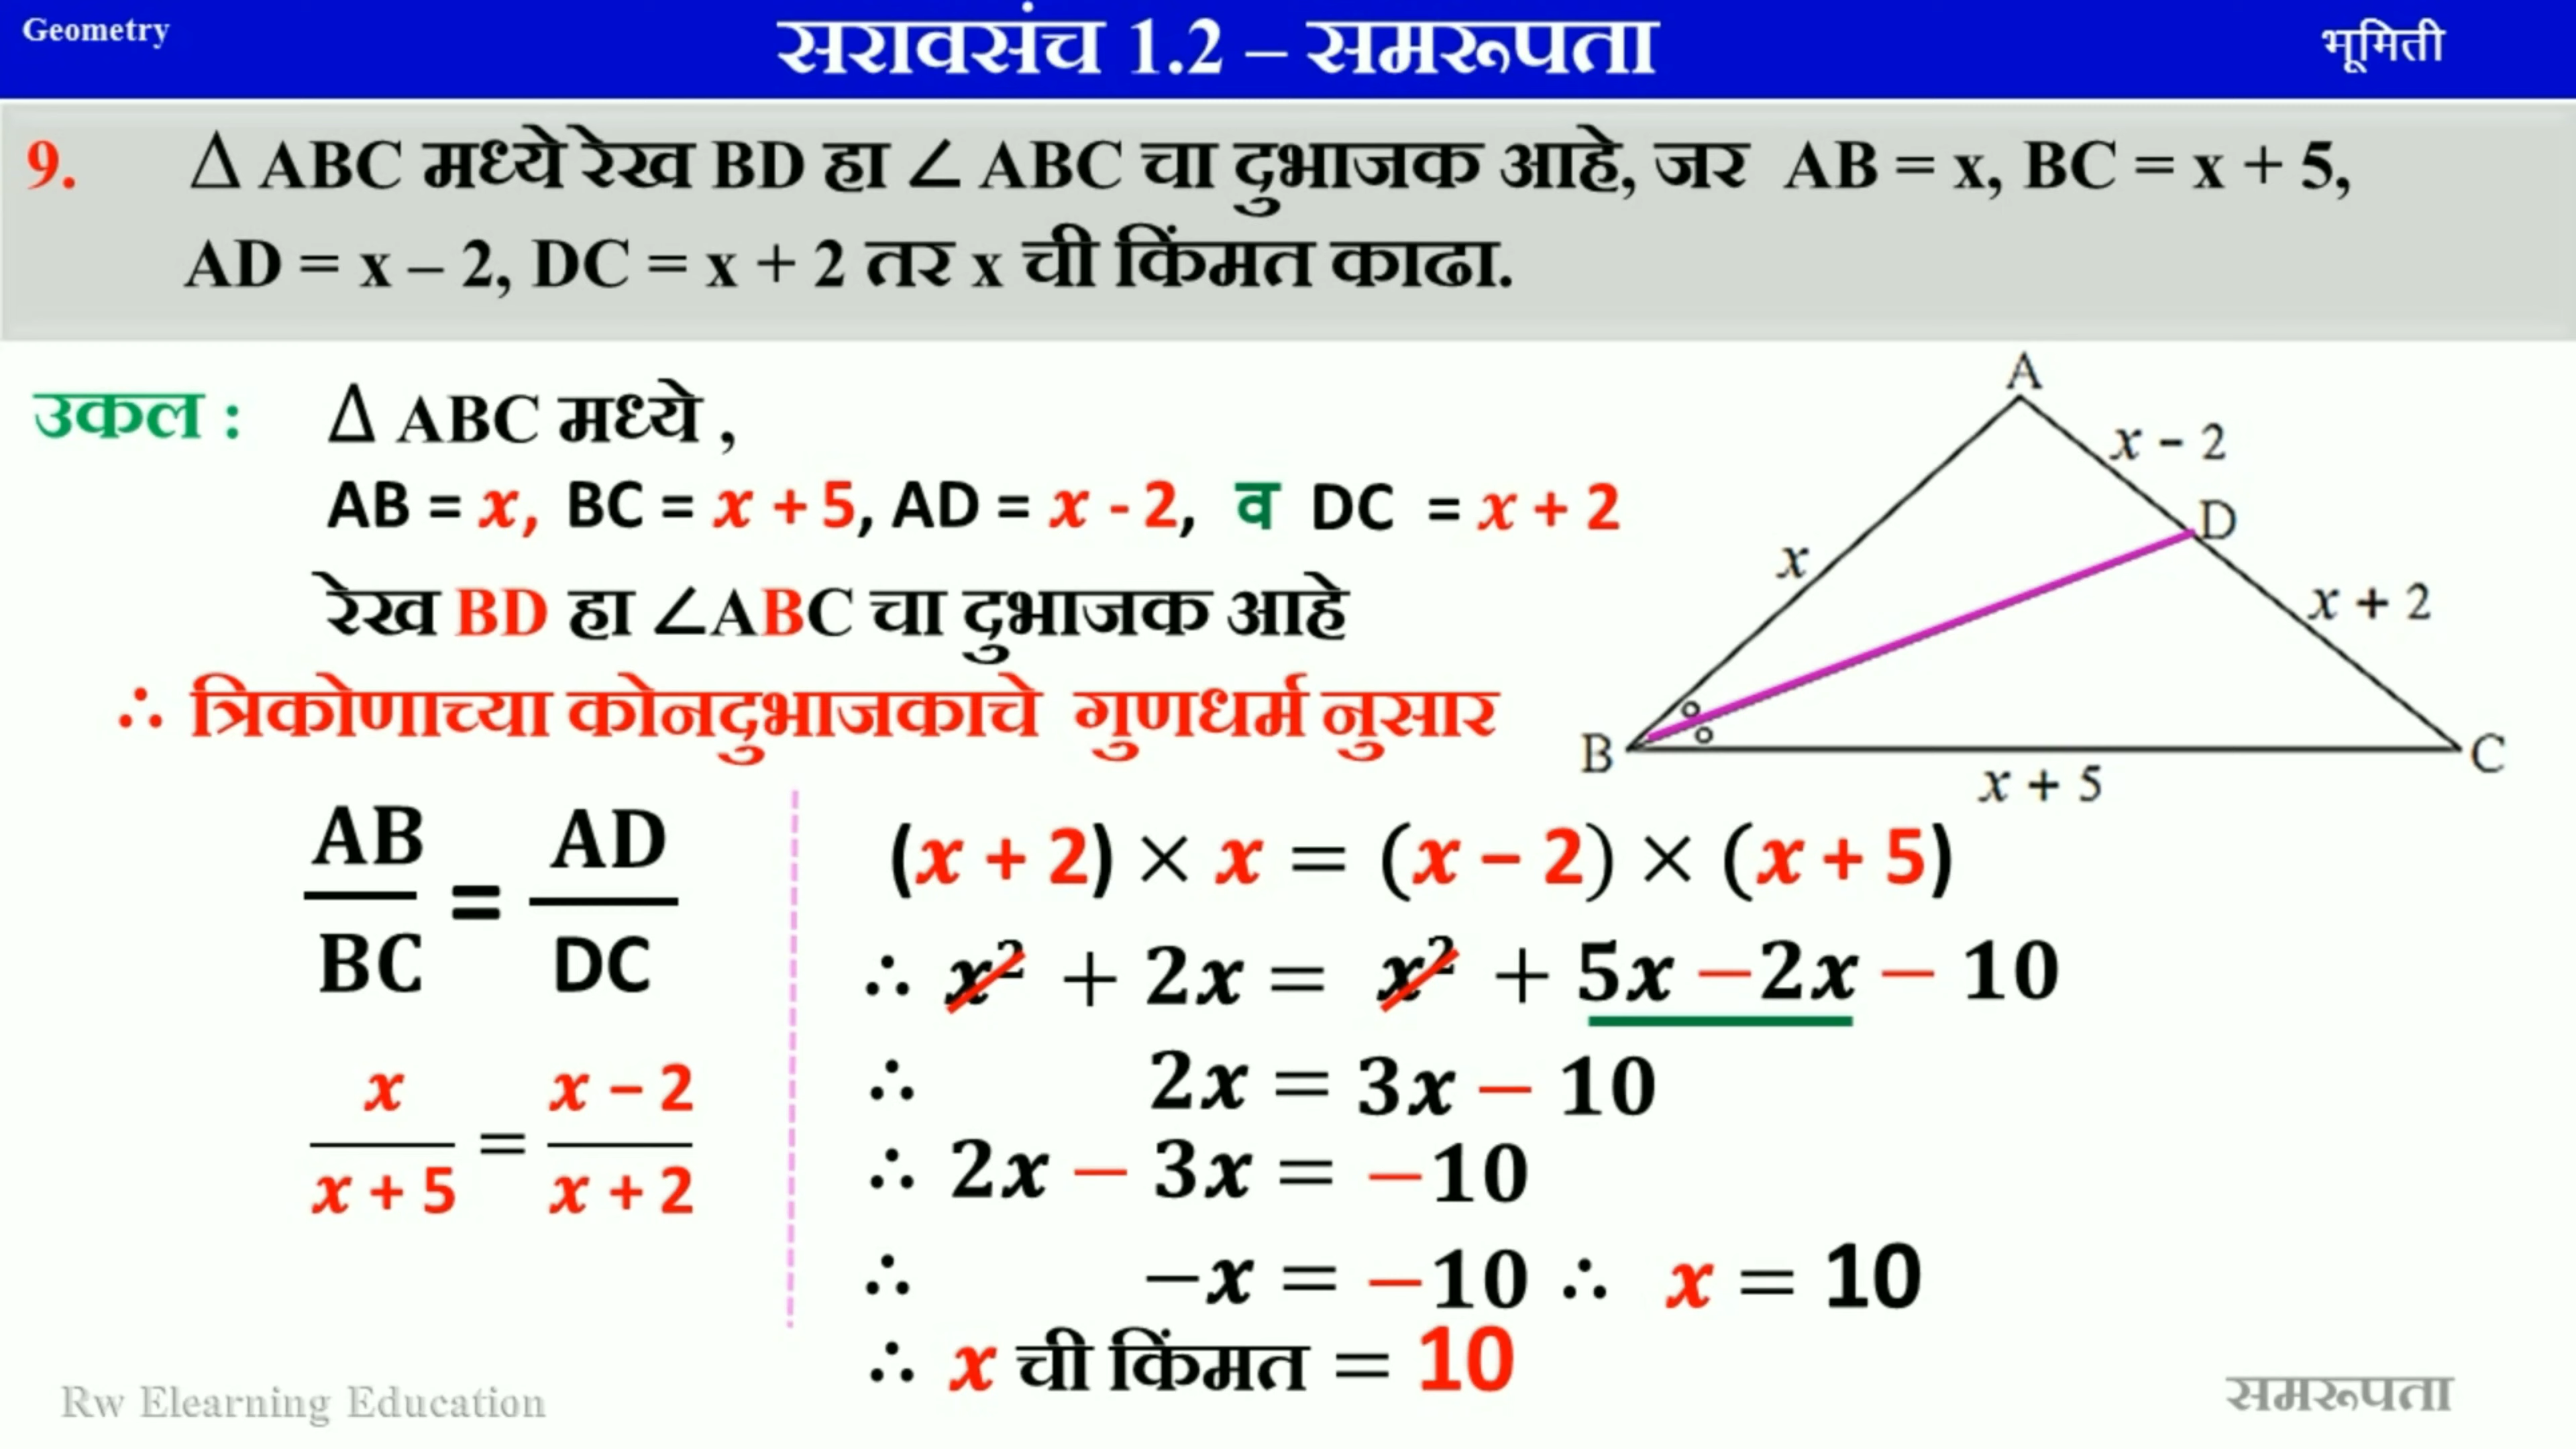 Geometry
सरावसंच 1.2 – समरूपता
भूमिती
9. Δ ABC मध्ये रेख BD हा ∠ ABC चा दुभाजक आहे, जर AB = x, BC = x + 5,
AD = x – 2, DC = x + 2 तर x ची किंमत काढा.
उकल : Δ ABC मध्ये ,
AB = x, BC = x + 5, AD = x - 2, व DC = x + 2
रेख BD हा ∠ABC चा दुभाजक आहे
∴ त्रिकोणाच्या कोनदुभाजकाचे गुणधर्म नुसार
A
x − 2
D
x
x + 2
B
C
x + 5
AB/BC = AD/DC
x/(x + 5) = (x − 2)/(x + 2)
(x + 2) × x = (x − 2) × (x + 5)
∴ x² + 2x = x² + 5x − 2x − 10
∴ 2x = 3x − 10
∴ 2x − 3x = −10
∴ −x = −10 ∴ x = 10
∴ x ची किंमत = 10
Rw Elearning Education
समरूपता